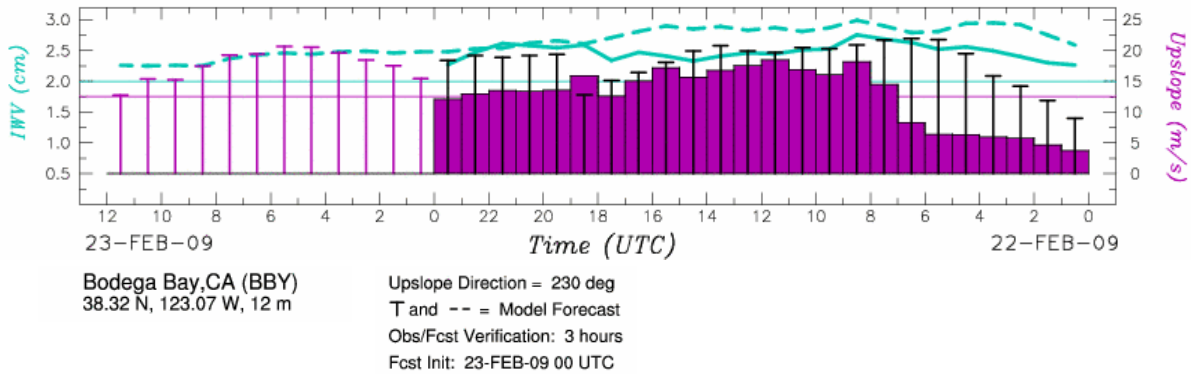 3.0
2.5
2.0
1.5
1.0
0.5
IWV (cm)
25
20
15
10
5
0
Upslope (m/s)
12 10 8 6 4 2 0 22 20 18 16 14 12 10 8 6 4 2 0
23-FEB-09 Time (UTC) 22-FEB-09
Bodega Bay,CA (BBY)
38.32 N, 123.07 W, 12 m
Upslope Direction = 230 deg
T and -- = Model Forecast
Obs/Fcst Verification: 3 hours
Fcst Init: 23-FEB-09 00 UTC